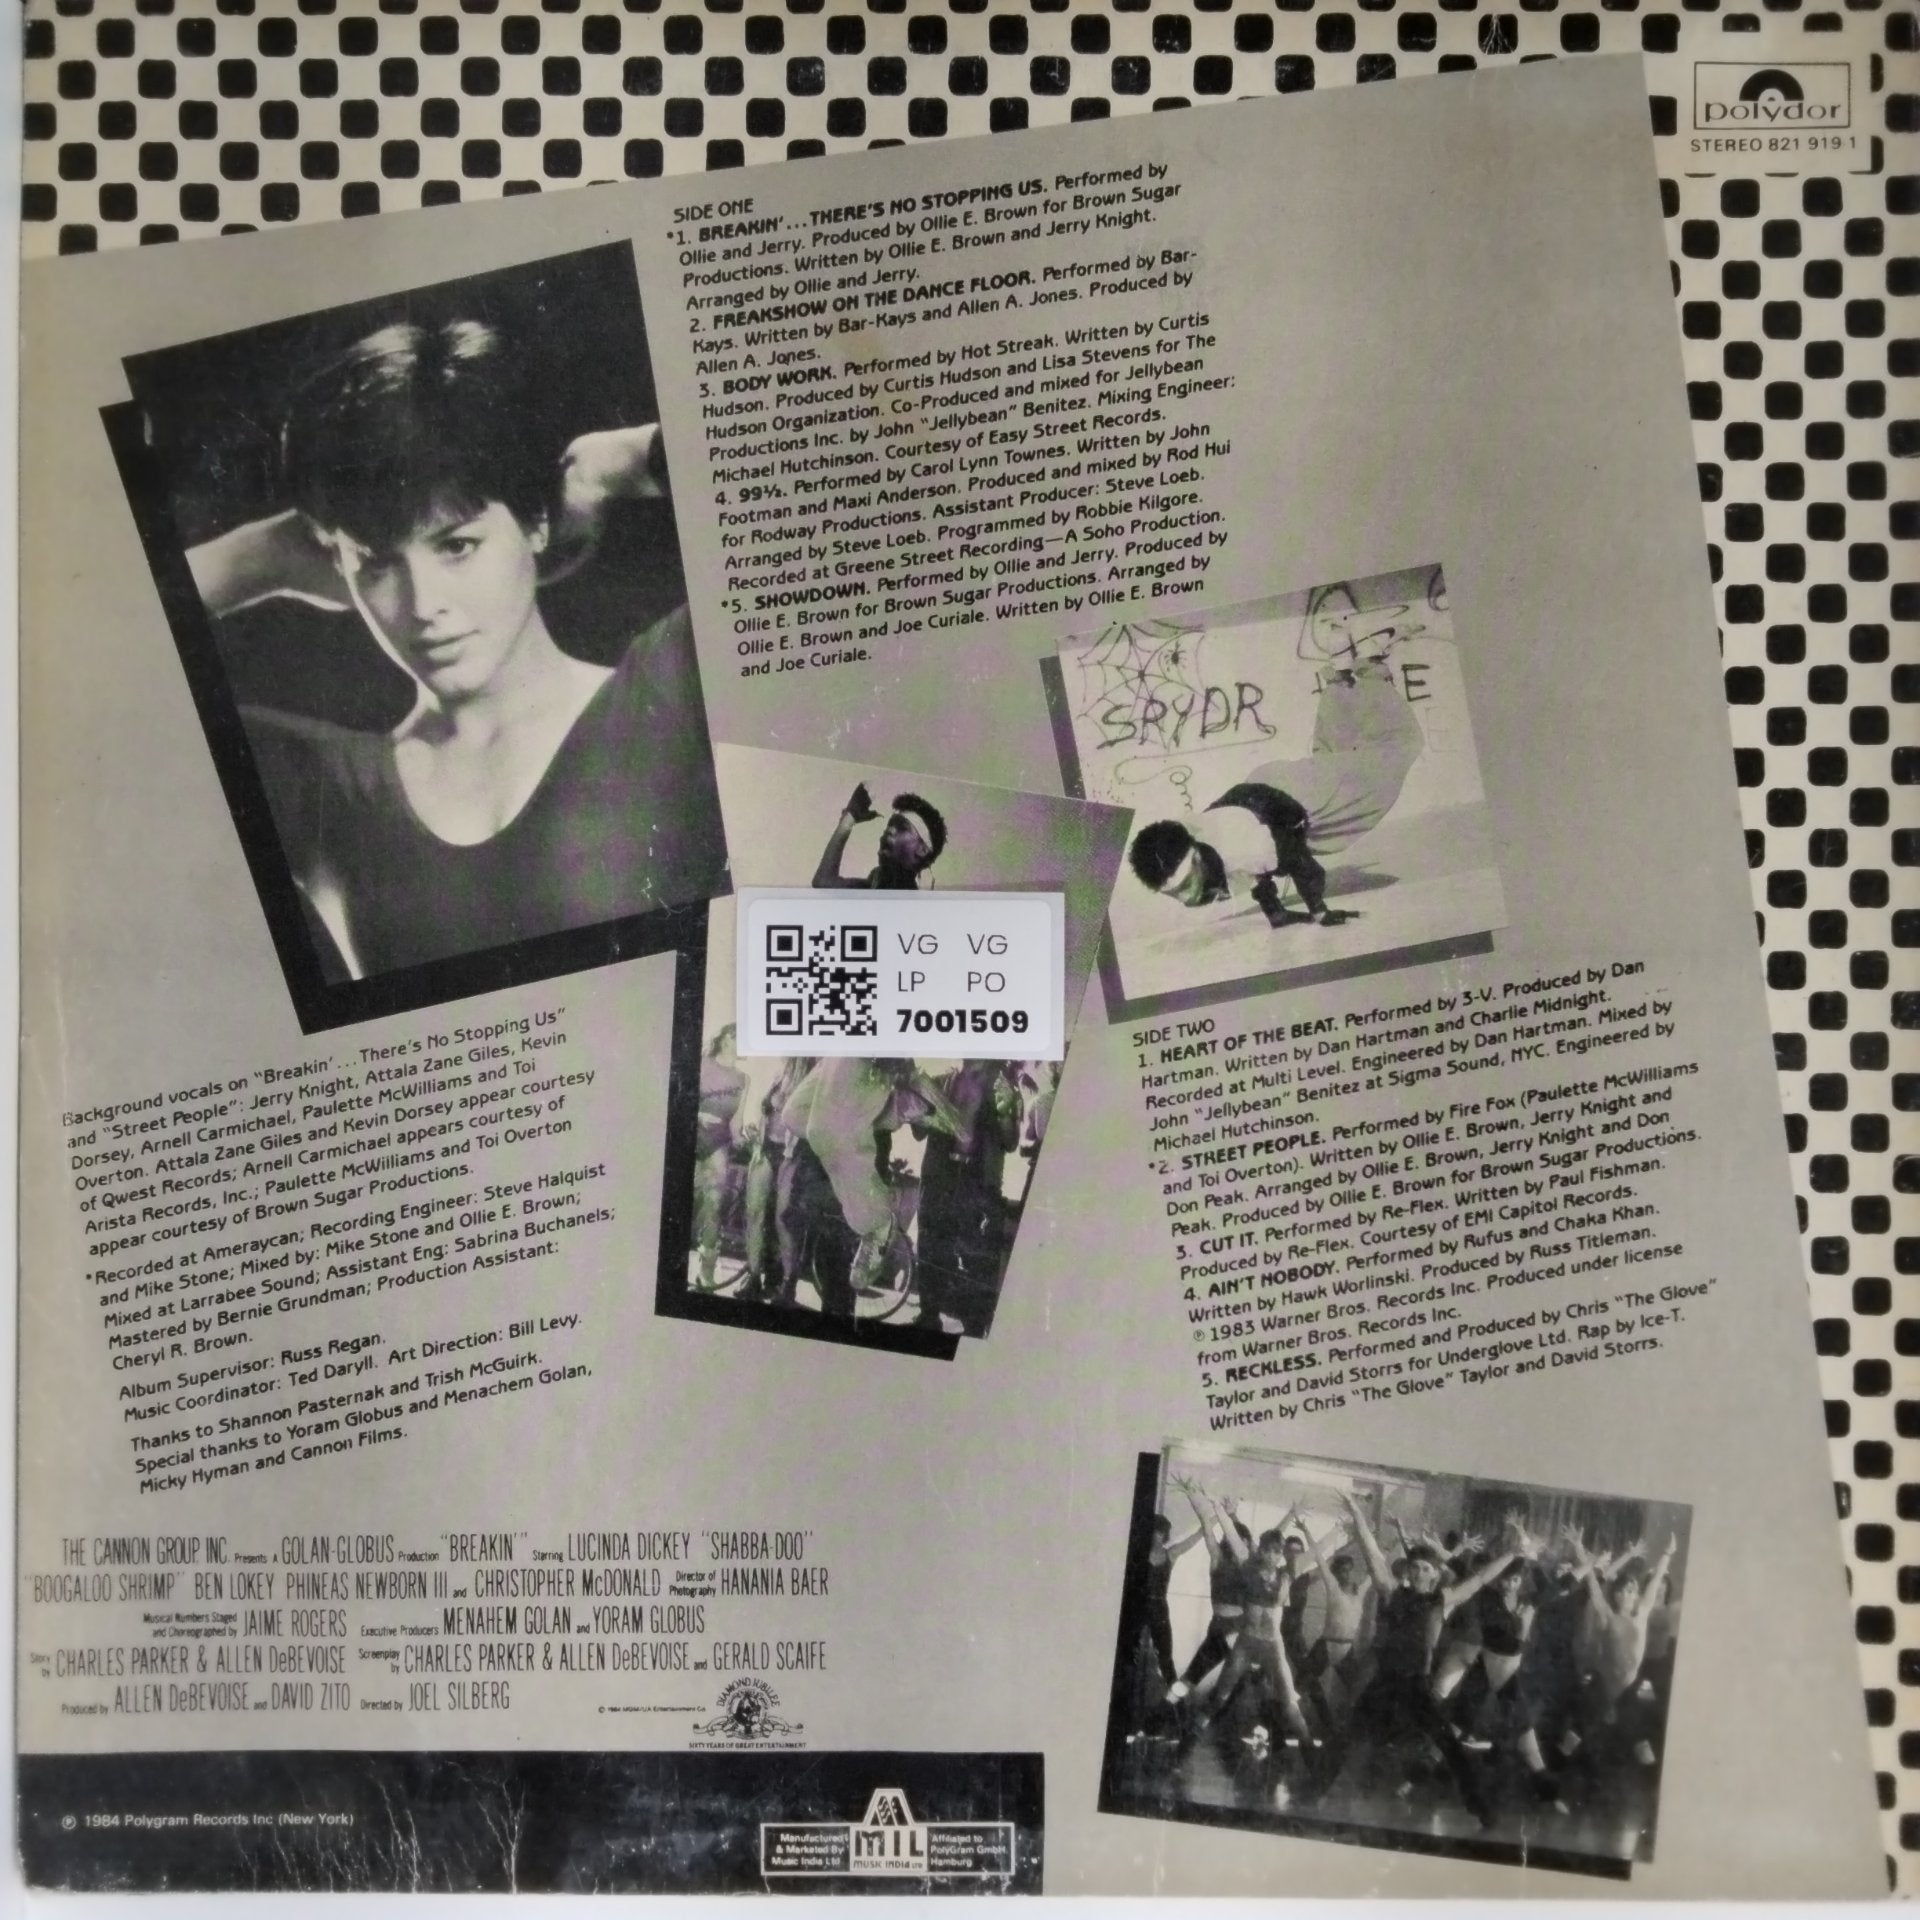 polydor
STEREO 821 919 1
SIDE ONE
*1. BREAKIN'...THERE'S NO STOPPING US. Performed by
Ollie and Jerry. Produced by Ollie E. Brown for Brown Sugar
Productions. Written by Ollie E. Brown and Jerry Knight.
Arranged by Ollie and Jerry.
2. FREAKSHOW ON THE DANCE FLOOR. Performed by Bar-
Kays. Written by Bar-Kays and Allen A. Jones. Produced by
Allen A. Jones.
3. BODY WORK. Performed by Hot Streak. Written by Curtis
Hudson. Produced by Curtis Hudson and Lisa Stevens for The
Hudson Organization. Co-Produced and mixed for Jellybean
Productions Inc. by John "Jellybean" Benitez. Mixing Engineer:
Michael Hutchinson. Courtesy of Easy Street Records.
4. 99½. Performed by Carol Lynn Townes. Written by John
Footman and Maxi Anderson. Produced and mixed by Rod Hui
for Rodway Productions. Assistant Producer: Steve Loeb.
Arranged by Steve Loeb. Programmed by Robbie Kilgore.
Recorded at Greene Street Recording—A Soho Production.
*5. SHOWDOWN. Performed by Ollie and Jerry. Produced by
Ollie E. Brown for Brown Sugar Productions. Arranged by
Ollie E. Brown and Joe Curiale. Written by Ollie E. Brown
and Joe Curiale.
SPYDR
E
VG VG
LP PO
7001509
SIDE TWO
1. HEART OF THE BEAT. Performed by 3-V. Produced by Dan
Hartman. Written by Dan Hartman and Charlie Midnight.
Recorded at Multi Level. Engineered by Dan Hartman. Mixed by
John "Jellybean" Benitez at Sigma Sound, NYC. Engineered by
Michael Hutchinson.
*2. STREET PEOPLE. Performed by Fire Fox (Paulette McWilliams
and Toi Overton). Written by Ollie E. Brown, Jerry Knight and
Don Peak. Arranged by Ollie E. Brown, Jerry Knight and Don
Peak. Produced by Ollie E. Brown for Brown Sugar Productions.
3. CUT IT. Performed by Re-Flex. Written by Paul Fishman.
Produced by Re-Flex. Courtesy of EMI Capitol Records.
4. AIN'T NOBODY. Performed by Rufus and Chaka Khan.
Written by Hawk Worlinski. Produced by Russ Titleman.
℗ 1983 Warner Bros. Records Inc. Produced under license
from Warner Bros. Records Inc.
5. RECKLESS. Performed and Produced by Chris "The Glove"
Taylor and David Storrs for Underglove Ltd. Rap by Ice-T.
Written by Chris "The Glove" Taylor and David Storrs.
Background vocals on "Breakin'...There's No Stopping Us"
and "Street People": Jerry Knight, Attala Zane Giles, Kevin
Dorsey, Arnell Carmichael, Paulette McWilliams and Toi
Overton. Attala Zane Giles and Kevin Dorsey appear courtesy
of Qwest Records; Arnell Carmichael appears courtesy of
Arista Records, Inc.; Paulette McWilliams and Toi Overton
appear courtesy of Brown Sugar Productions.
*Recorded at Ameraycan; Recording Engineer: Steve Halquist
and Mike Stone; Mixed by: Mike Stone and Ollie E. Brown;
Mixed at Larrabee Sound; Assistant Eng: Sabrina Buchanels;
Mastered by Bernie Grundman; Production Assistant:
Cheryl R. Brown.
Album Supervisor: Russ Regan.
Music Coordinator: Ted Daryll. Art Direction: Bill Levy.
Thanks to Shannon Pasternak and Trish McGuirk.
Special thanks to Yoram Globus and Menachem Golan,
Micky Hyman and Cannon Films.
THE CANNON GROUP, INC. Presents A GOLAN-GLOBUS Production "BREAKIN'" Starring LUCINDA DICKEY "SHABBA-DOO"
"BOOGALOO SHRIMP" BEN LOKEY PHINEAS NEWBORN III and CHRISTOPHER McDONALD Director of Photography HANANIA BAER
Musical Numbers Staged and Choreographed by JAIME ROGERS Executive Producers MENAHEM GOLAN and YORAM GLOBUS
Story by CHARLES PARKER & ALLEN DeBEVOISE Screenplay by CHARLES PARKER & ALLEN DeBEVOISE and GERALD SCAIFE
Produced by ALLEN DeBEVOISE and DAVID ZITO Directed by JOEL SILBERG
© 1984 MGM/UA Entertainment Co.
DIAMOND JUBILEE
SIXTY YEARS OF GREAT ENTERTAINMENT
℗ 1984 Polygram Records Inc (New York)
Manufactured
& Marketed By
Music India Ltd
MIL
MUSIC INDIA LTD
Affiliated to
PolyGram GmbH
Hamburg